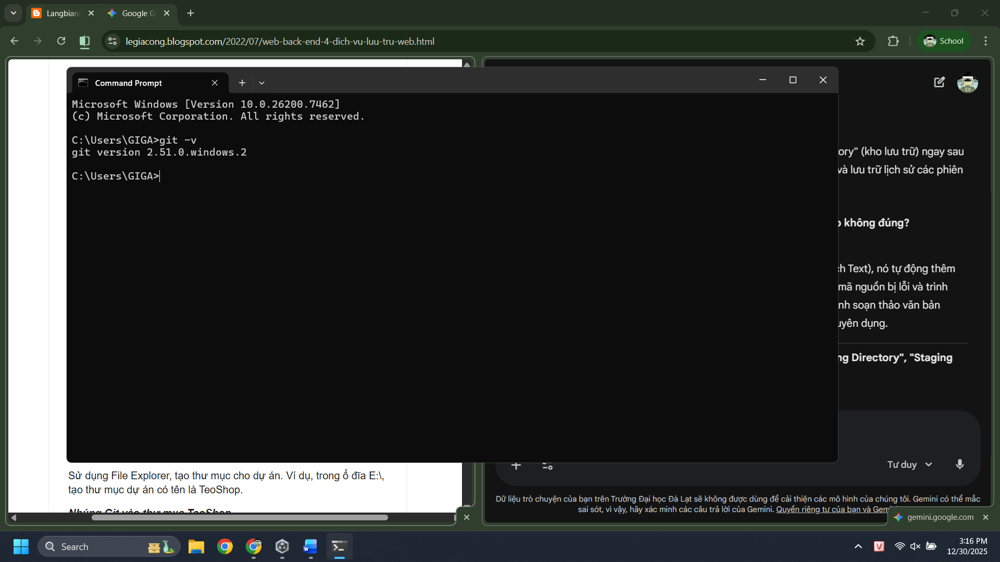 Langbian
Google G
legiacong.blogspot.com/2022/07/web-back-end-4-dich-vu-luu-tru-web.html
School
Command Prompt
Microsoft Windows [Version 10.0.26200.7462]
(c) Microsoft Corporation. All rights reserved.
C:\Users\GIGA>git -v
git version 2.51.0.windows.2
C:\Users\GIGA>
ory" (kho lưu trữ) ngay sau
và lưu trữ lịch sử các phiên
không đúng?
ch Text), nó tự động thêm
mã nguồn bị lỗi và trình
nh soạn thảo văn bản
uyên dụng.
ng Directory", "Staging
Tư duy
Dữ liệu trò chuyện của bạn trên Trường Đại học Đà Lạt sẽ không được dùng để cải thiện các mô hình của chúng tôi. Gemini có thể mắc
sai sót, vì vậy, hãy xác minh các câu trả lời của Gemini. Quyền riêng tư của bạn và Gem
gemini.google.com
Sử dụng File Explorer, tạo thư mục cho dự án. Ví dụ, trong ổ đĩa E:\,
tạo thư mục dự án có tên là TeoShop.
Nhúng Git vào thư mục TeoShop
Search
3:16 PM
12/30/2025